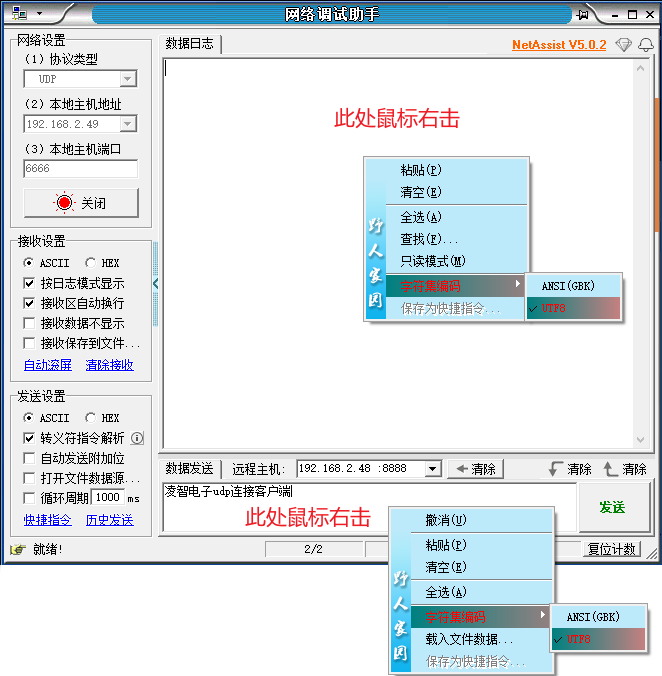 网络调试助手
网络设置
(1) 协议类型
UDP
(2) 本地主机地址
192.168.2.49
(3) 本地主机端口
6666
关闭
接收设置
ASCII HEX
按日志模式显示
接收区自动换行
接收数据不显示
接收保存到文件...
自动滚屏 清除接收
发送设置
ASCII HEX
转义符指令解析
自动发送附加位
打开文件数据源...
循环周期 1000 ms
快捷指令 历史发送
数据日志
NetAssist V5.0.2
此处鼠标右击
粘贴(P)
清空(E)
全选(A)
查找(F)...
只读模式(M)
字符集编码
保存为快捷指令...
野人家园
ANSI(GBK)
UTF8
数据发送 远程主机: 192.168.2.48 :8888 清除 清除 清除
凌智电子udp连接客户端
发送
此处鼠标右击
就绪! 2/2 复位计数
撤消(U)
粘贴(P)
清空(E)
全选(A)
字符集编码
载入文件数据...
保存为快捷指令...
野人家园
ANSI(GBK)
UTF8